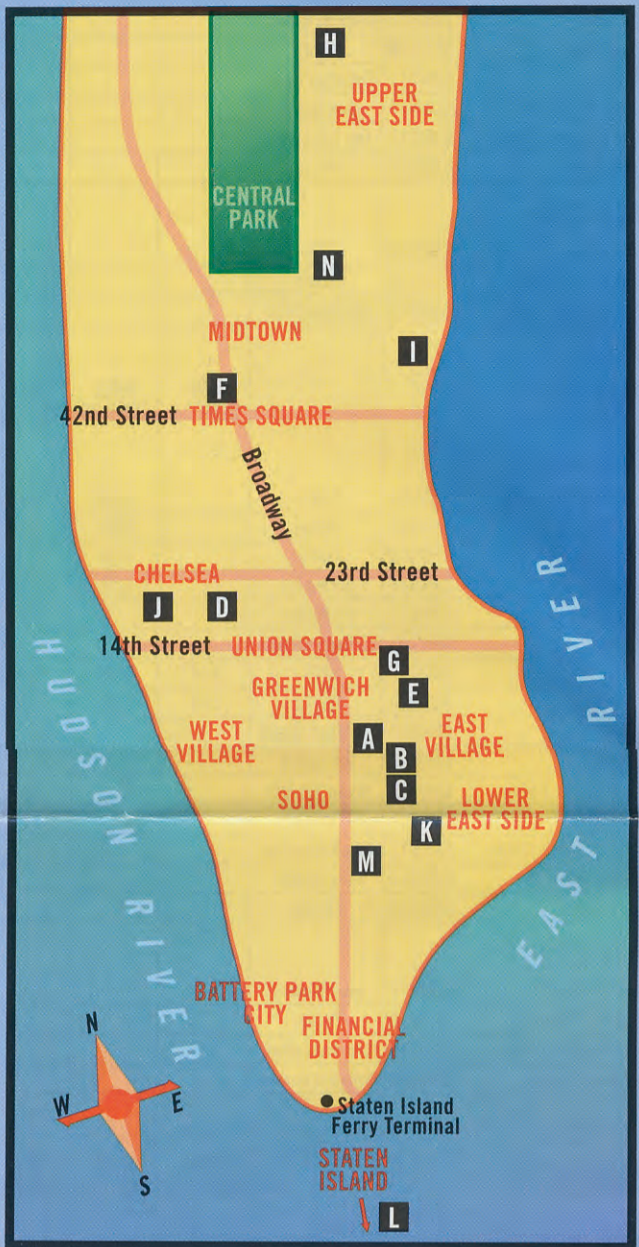 H
UPPER
EAST SIDE
CENTRAL
PARK
N
MIDTOWN
I
F
42nd Street TIMES SQUARE
Broadway
CHELSEA
23rd Street
J D
14th Street UNION SQUARE
G
GREENWICH
VILLAGE
E
WEST
VILLAGE
A
EAST
VILLAGE
B
C
SOHO
LOWER
EAST SIDE
K
M
HUDSON RIVER
EAST RIVER
BATTERY PARK
CITY
FINANCIAL
DISTRICT
N
W E
S
Staten Island
Ferry Terminal
STATEN
ISLAND
L